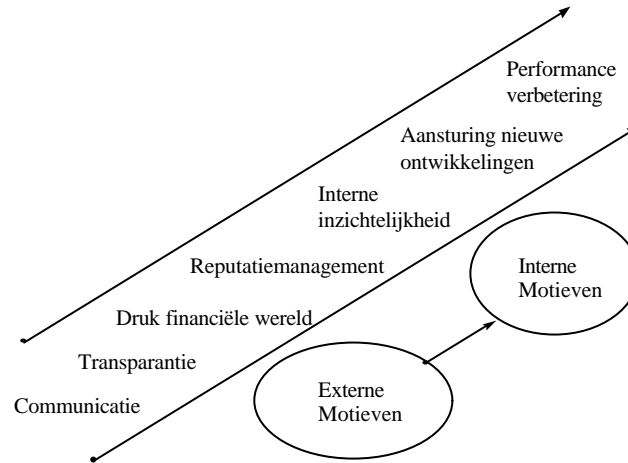 Performance
verbetering
Aansturing nieuwe
ontwikkelingen
Interne
inzichtelijkheid
Reputatiemanagement
Druk financiële wereld
Transparantie
Communicatie
Interne
Motieven
Externe
Motieven